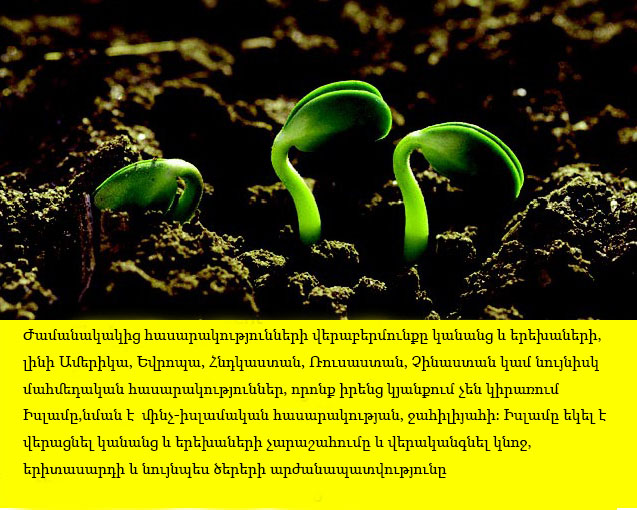 Ժամանակակից հասարակությունների վերաբերմունքը կանանց և երեխաների,
լինի Ամերիկա, Եվրոպա, Հնդկաստան, Ռուսաստան, Չինաստան կամ նույնիսկ
մահմեդական հասարակություններ, որոնք իրենց կյանքում չեն կիրառում
Իսլամը,նման է մինչ-իսլամական հասարակության, ջահիլիյահի: Իսլամը եկել է
վերացնել կանանց և երեխաների չարաշահումը և վերականգնել կնոջ,
երիտասարդի և նույնպես ծերերի արժանապատվությունը